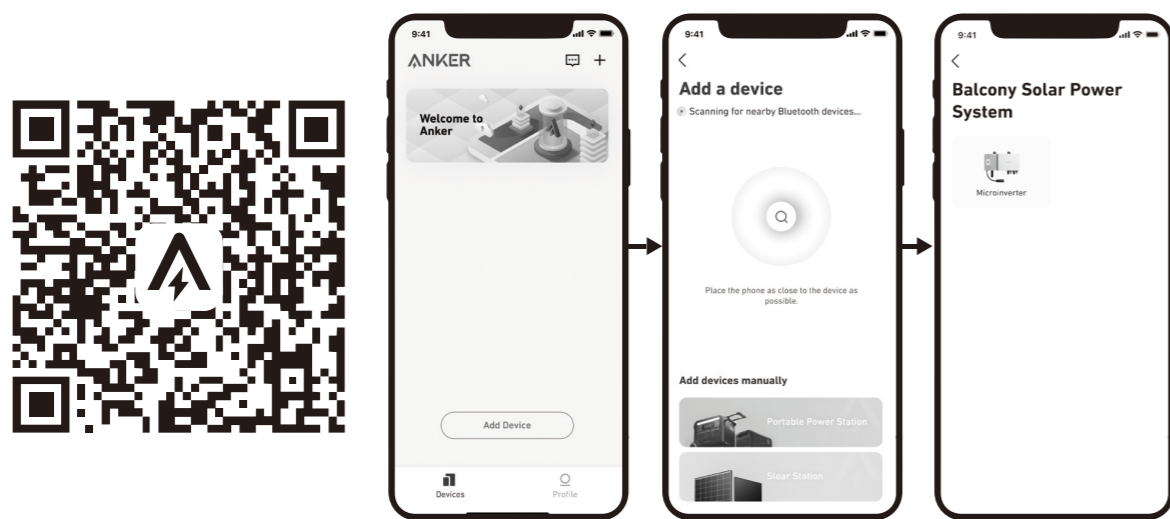 9:41
ANKER
Welcome to
Anker
Add Device
Devices
Profile
9:41
Add a device
Scanning for nearby Bluetooth devices...
Place the phone as close to the device as
possible.
Add devices manually
Portable Power Station
Sloar Station
9:41
Balcony Solar Power
System
Microinverter